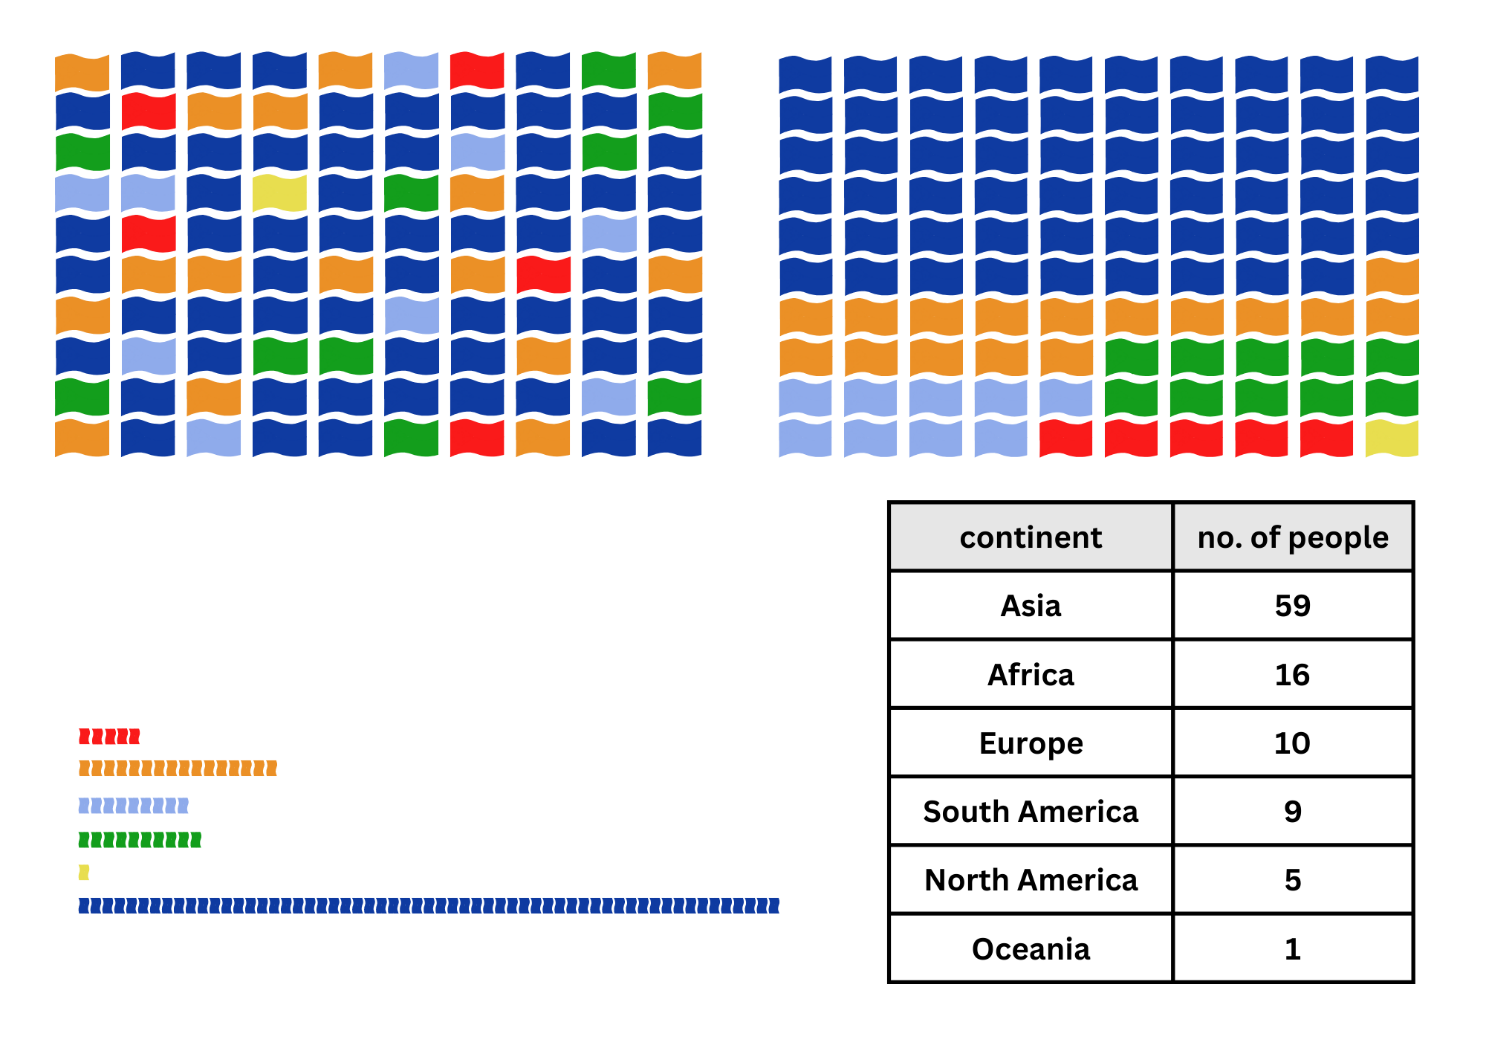 continent no. of people
Asia 59
Africa 16
Europe 10
South America 9
North America 5
Oceania 1